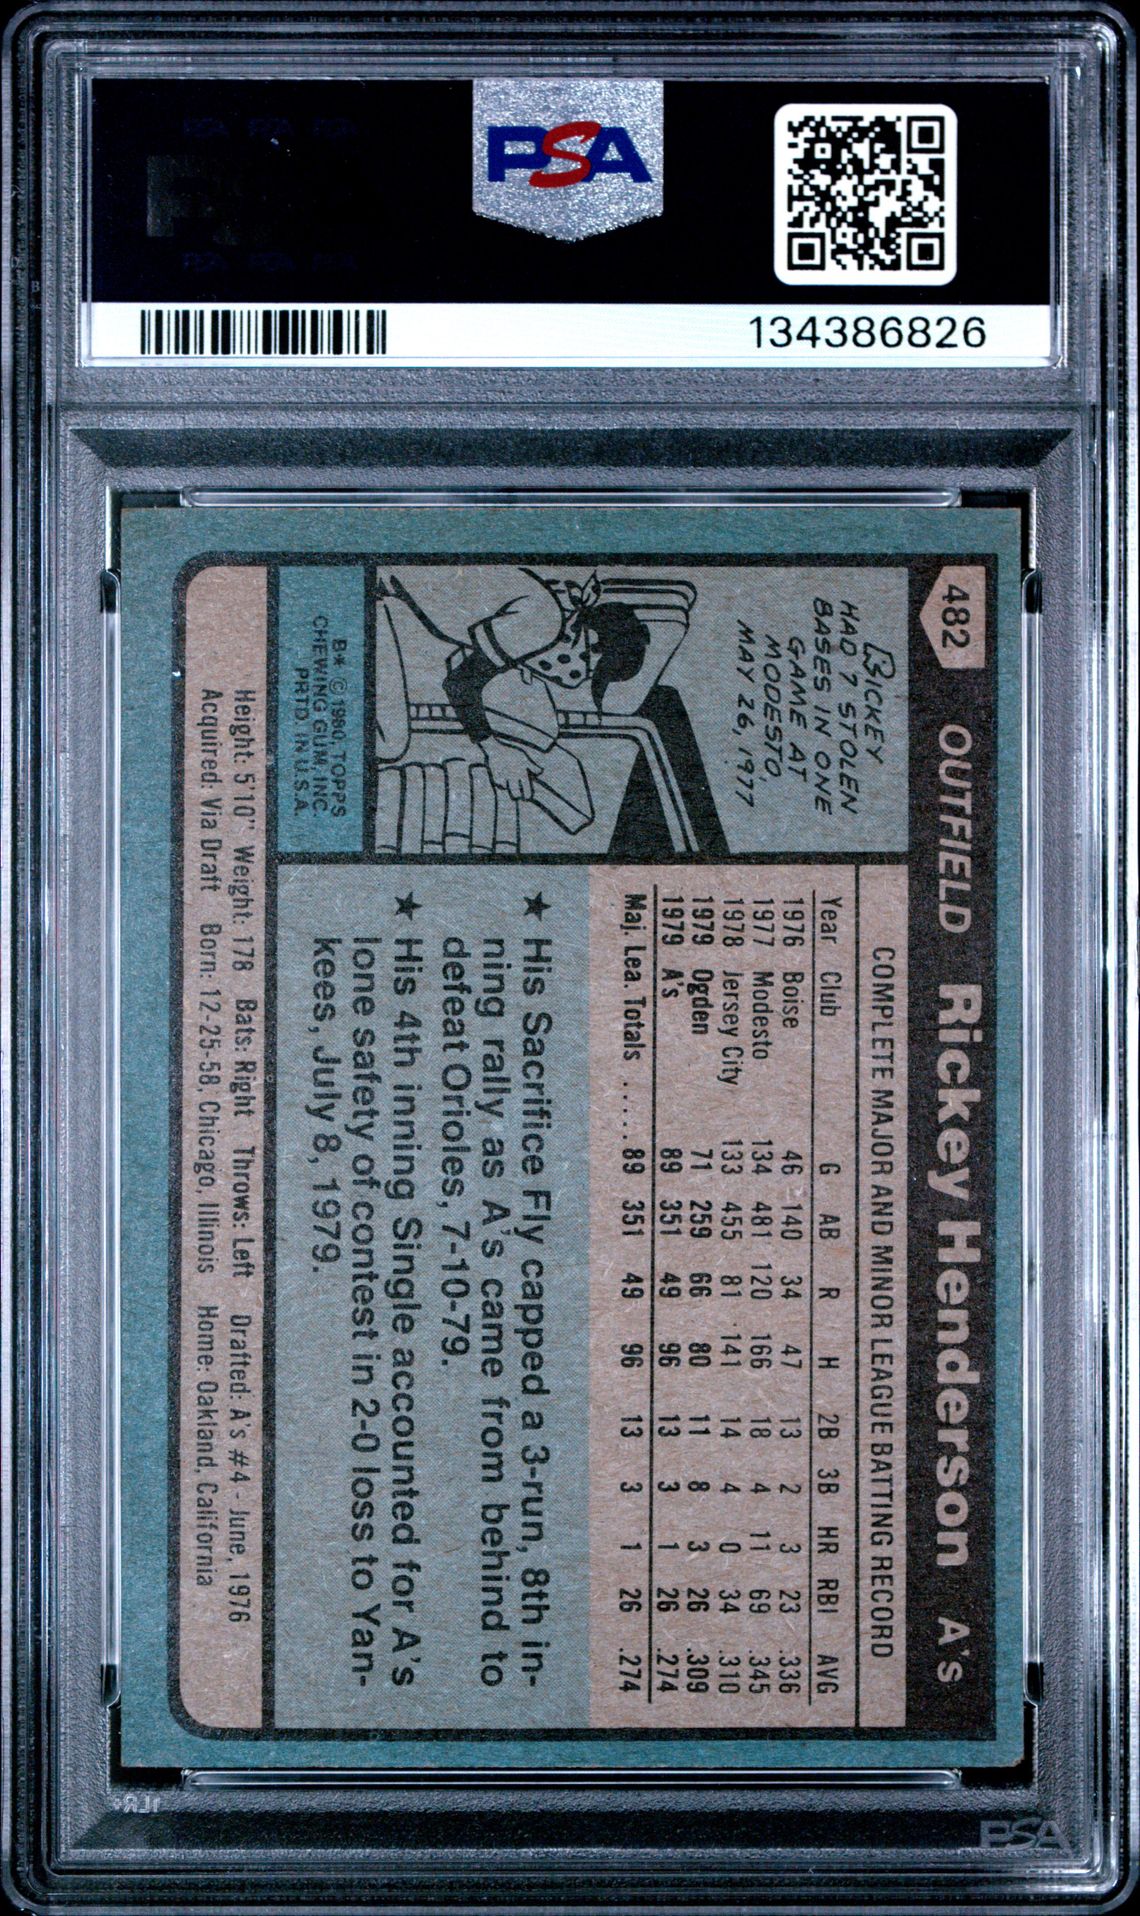 PSA
134386826
482 OUTFIELD Rickey Henderson A's
COMPLETE MAJOR AND MINOR LEAGUE BATTING RECORD
Year Club G AB R H 2B 3B HR RBI AVG
1976 Boise 46 140 34 47 13 2 3 23 .336
1977 Modesto 134 481 120 166 18 4 11 69 .345
1978 Jersey City 133 455 81 141 14 4 0 34 .310
1979 Ogden 71 259 66 80 11 8 3 26 .309
1979 A's 89 351 49 96 13 3 1 26 .274
Maj. Lea. Totals ..... 89 351 49 96 13 3 1 26 .274
RICKEY
HAD 7 STOLEN
BASES IN ONE
GAME AT
MODESTO,
MAY 26, 1977
★ His Sacrifice Fly capped a 3-run, 8th in-
ning rally as A's came from behind to
defeat Orioles, 7-10-79.
★ His 4th inning Single accounted for A's
lone safety of contest in 2-0 loss to Yan-
kees, July 8, 1979.
B* © 1980, TOPPS
CHEWING GUM, INC.
PRTD. IN U.S.A.
Height: 5'10" Weight: 178 Bats: Right Throws: Left Drafted: A's #4 - June, 1976
Acquired: Via Draft Born: 12-25-58, Chicago, Illinois Home: Oakland, California
PSA